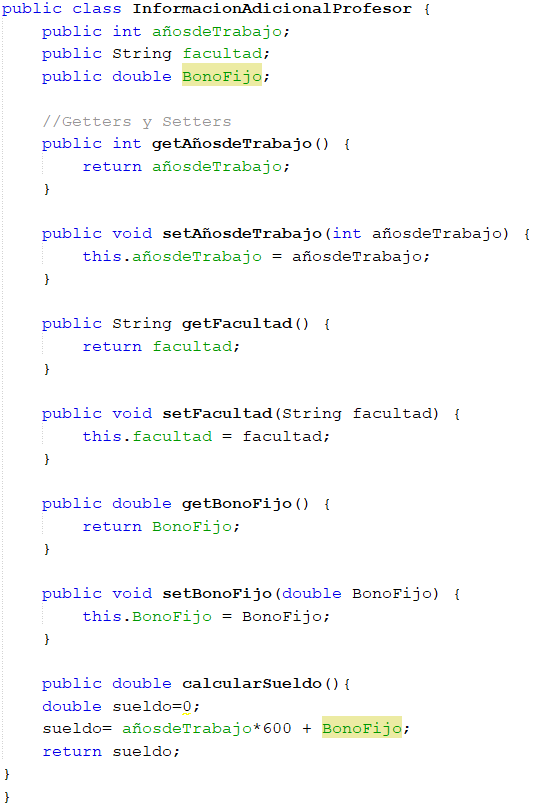 public class InformacionAdicionalProfesor {
    public int añosdeTrabajo;
    public String facultad;
    public double BonoFijo;

    //Getters y Setters
    public int getAñosdeTrabajo() {
        return añosdeTrabajo;
    }

    public void setAñosdeTrabajo(int añosdeTrabajo) {
        this.añosdeTrabajo = añosdeTrabajo;
    }

    public String getFacultad() {
        return facultad;
    }

    public void setFacultad(String facultad) {
        this.facultad = facultad;
    }

    public double getBonoFijo() {
        return BonoFijo;
    }

    public void setBonoFijo(double BonoFijo) {
        this.BonoFijo = BonoFijo;
    }

    public double calcularSueldo(){
    double sueldo=0;
    sueldo= añosdeTrabajo*600 + BonoFijo;
    return sueldo;
}
}